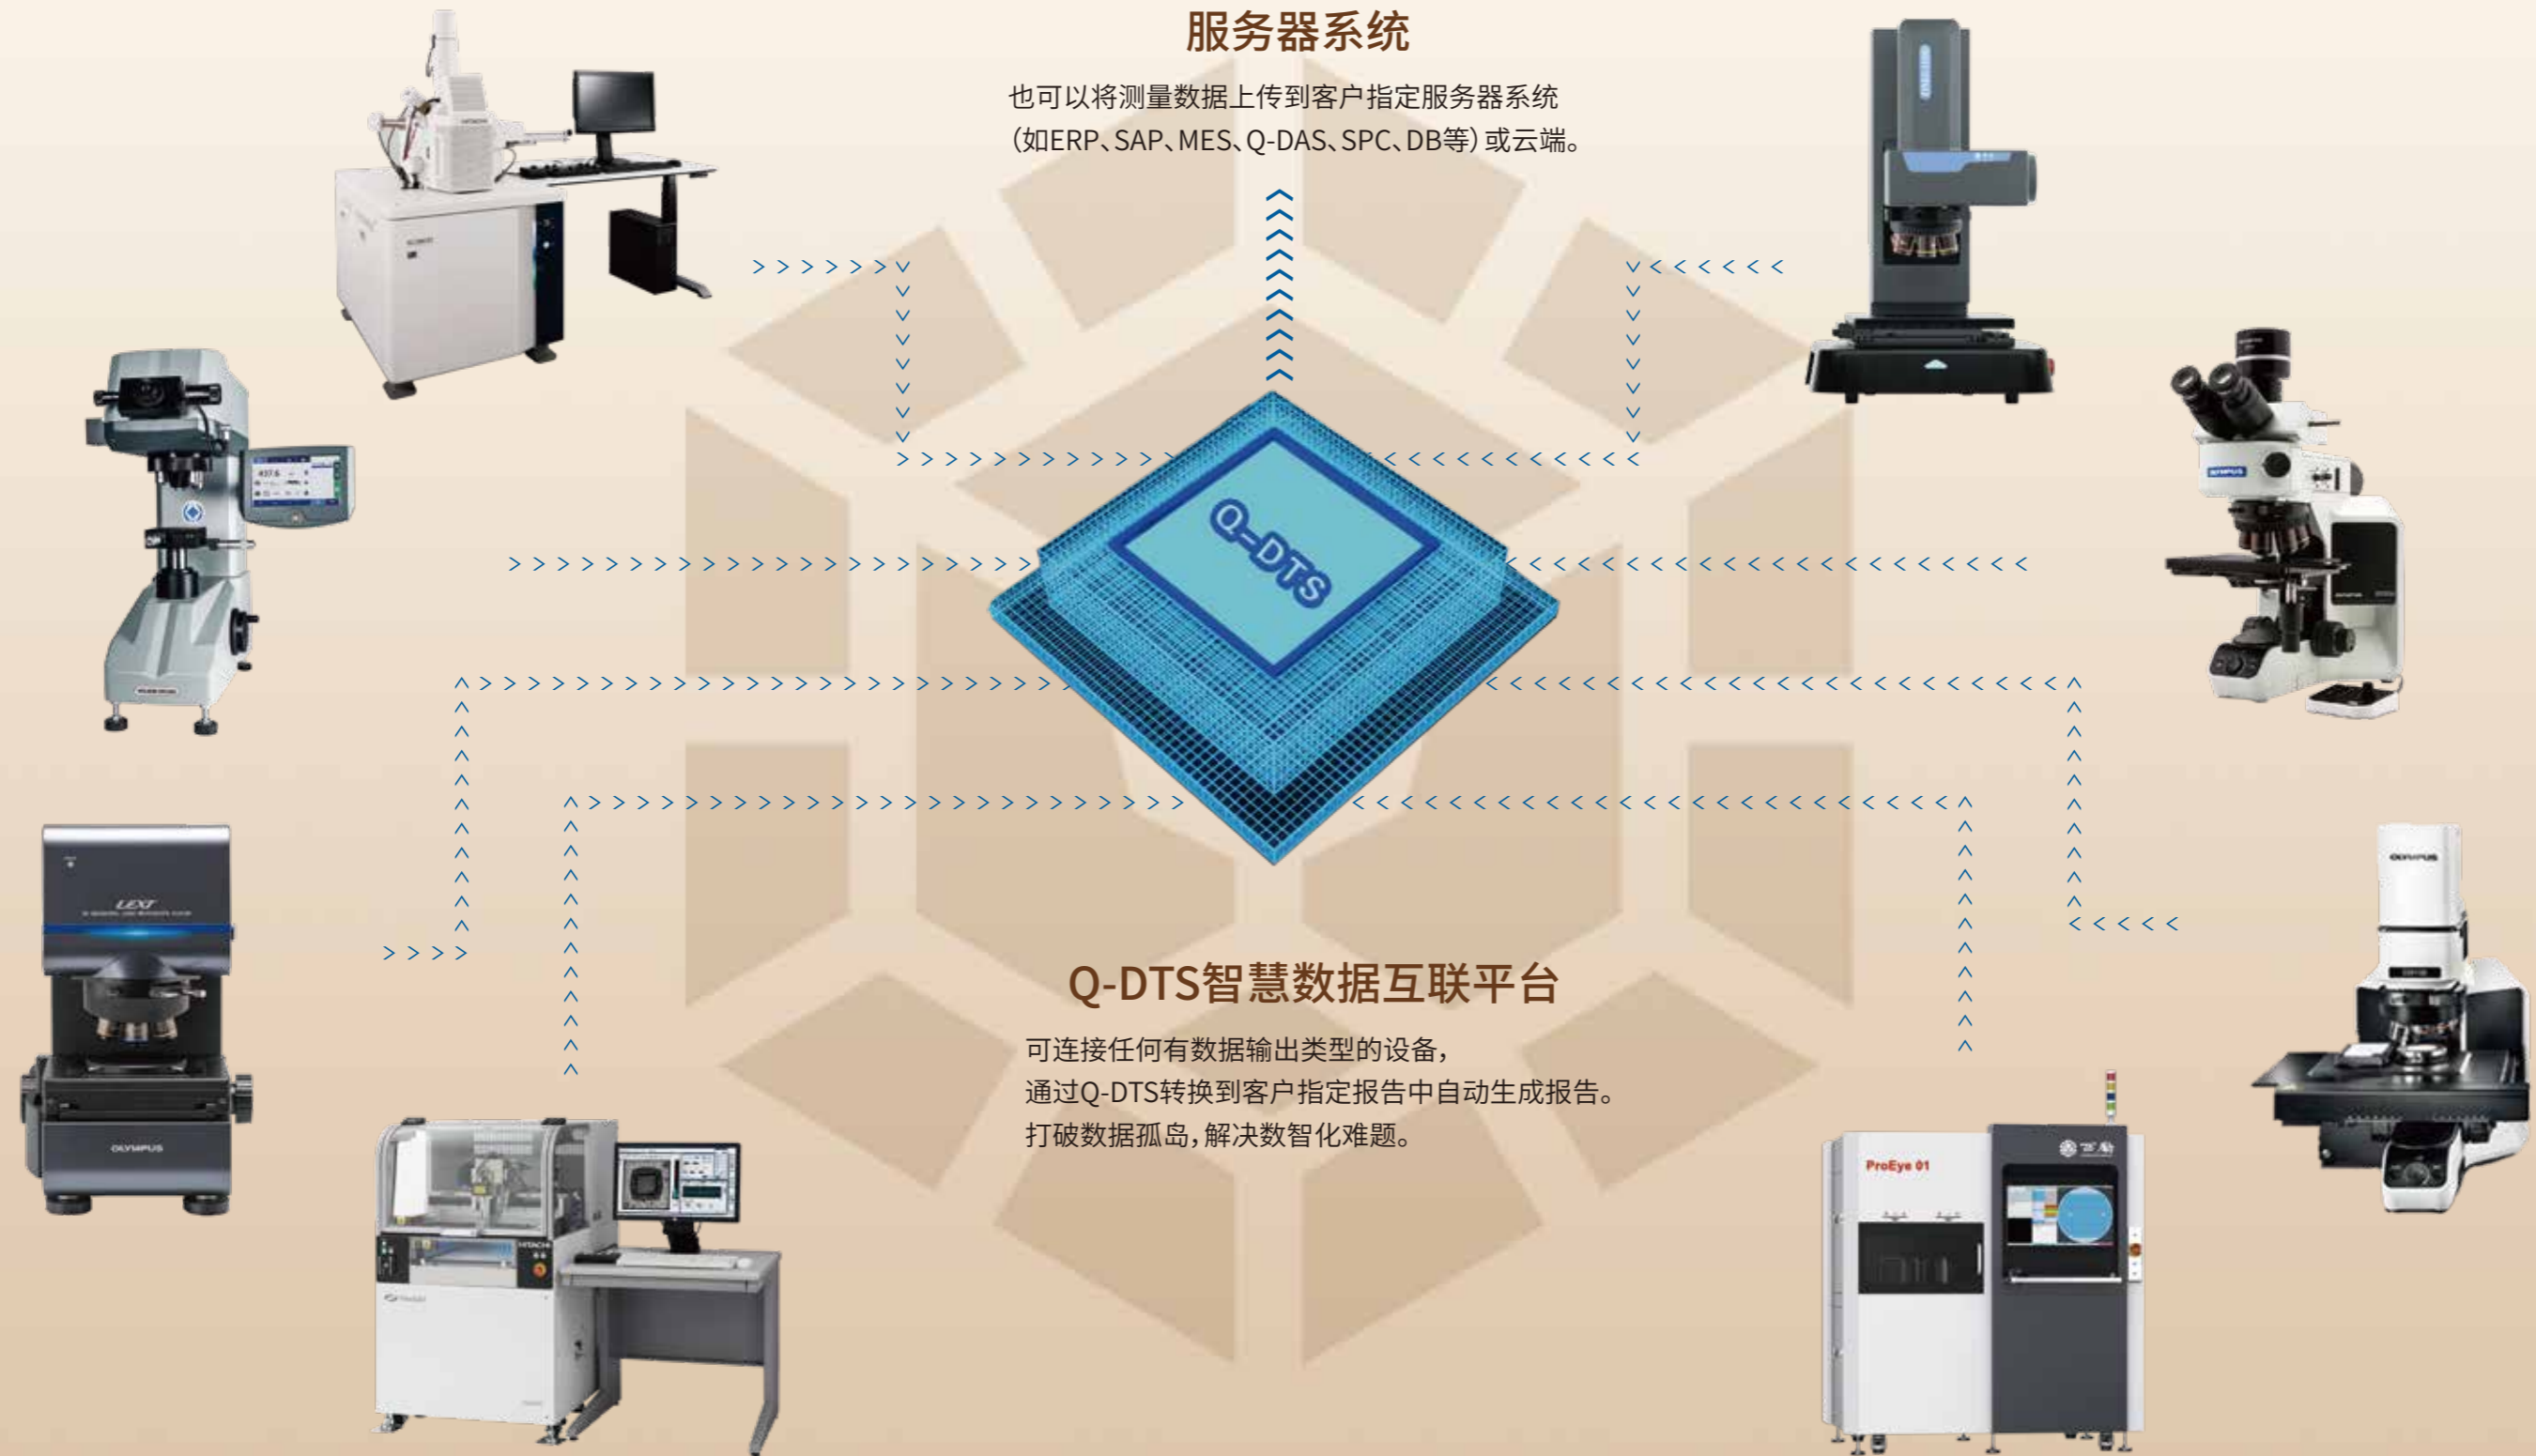 服务器系统
也可以将测量数据上传到客户指定服务器系统
（如ERP、SAP、MES、Q-DAS、SPC、DB等）或云端。
HITACHI
OLYMPUS
Q-DTS
LEXT
OLYMPUS
OLYMPUS
Q-DTS智慧数据互联平台
可连接任何有数据输出类型的设备，
通过Q-DTS转换到客户指定报告中自动生成报告。
打破数据孤岛，解决数智化难题。
HITACHI
ProEye 01